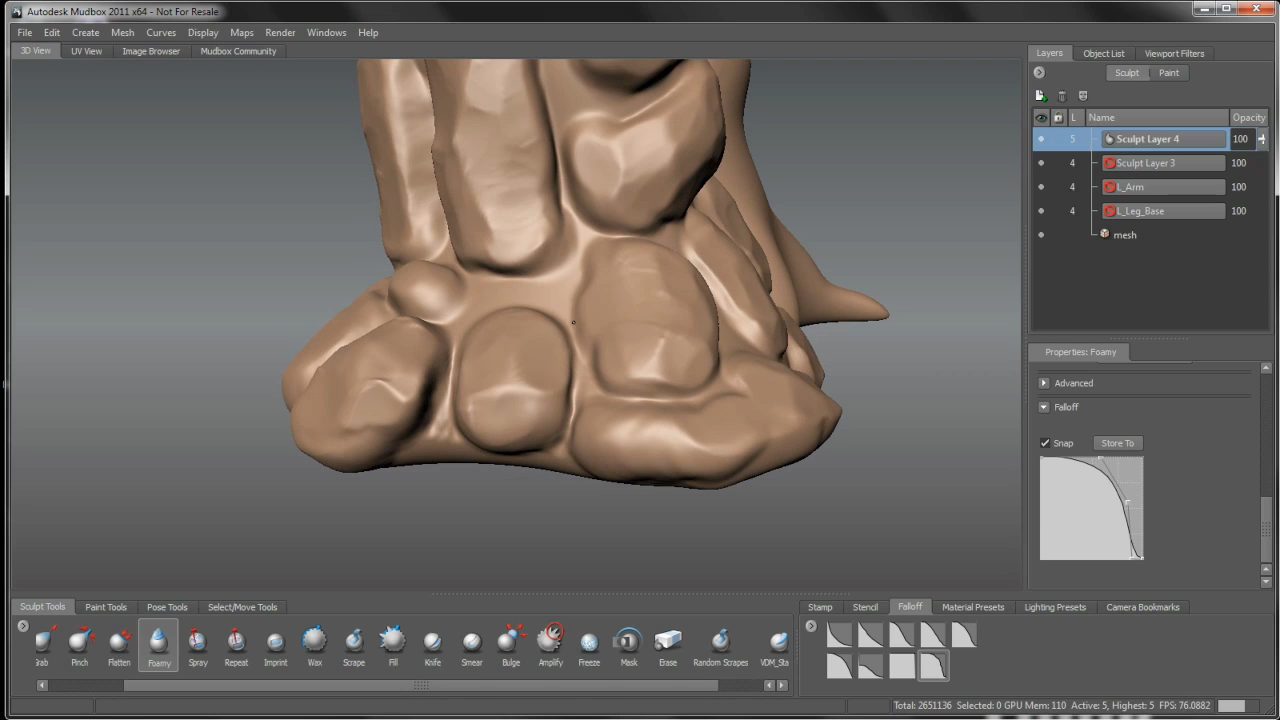 Autodesk Mudbox 2011 x64 - Not For Resale
File Edit Create Mesh Curves Display Maps Render Windows Help
3D View UV View Image Browser Mudbox Community
Layers Object List Viewport Filters
Sculpt Paint
L Name Opacity
5 Sculpt Layer 4 100
4 Sculpt Layer 3 100
4 L_Arm 100
4 L_Leg_Base 100
mesh
Properties: Foamy
Advanced
Falloff
Snap Store To
Sculpt Tools Paint Tools Pose Tools Select/Move Tools
Stamp Stencil Falloff Material Presets Lighting Presets Camera Bookmarks
Grab Pinch Flatten Foamy Spray Repeat Imprint Wax Scrape Fill Knife Smear Bulge Amplify Freeze Mask Erase Random Scrapes VDM_Sta
Total: 2651136 Selected: 0 GPU Mem: 110 Active: 5, Highest: 5 FPS: 76.0882